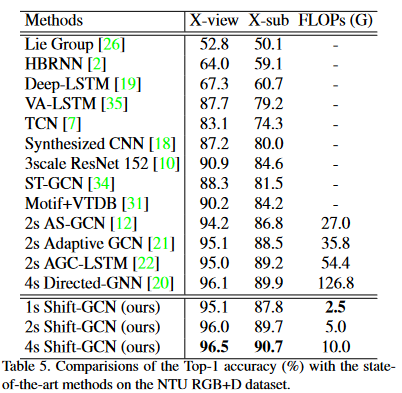 Methods X-view X-sub FLOPs (G)
Lie Group [26] 52.8 50.1 -
HBRNN [2] 64.0 59.1 -
Deep-LSTM [19] 67.3 60.7 -
VA-LSTM [35] 87.7 79.2 -
TCN [7] 83.1 74.3 -
Synthesized CNN [18] 87.2 80.0 -
3scale ResNet 152 [10] 90.9 84.6 -
ST-GCN [34] 88.3 81.5 -
Motif+VTDB [31] 90.2 84.2 -
2s AS-GCN [12] 94.2 86.8 27.0
2s Adaptive GCN [21] 95.1 88.5 35.8
2s AGC-LSTM [22] 95.0 89.2 54.4
4s Directed-GNN [20] 96.1 89.9 126.8
1s Shift-GCN (ours) 95.1 87.8 2.5
2s Shift-GCN (ours) 96.0 89.7 5.0
4s Shift-GCN (ours) 96.5 90.7 10.0
Table 5. Comparisions of the Top-1 accuracy (%) with the state-
of-the-art methods on the NTU RGB+D dataset.